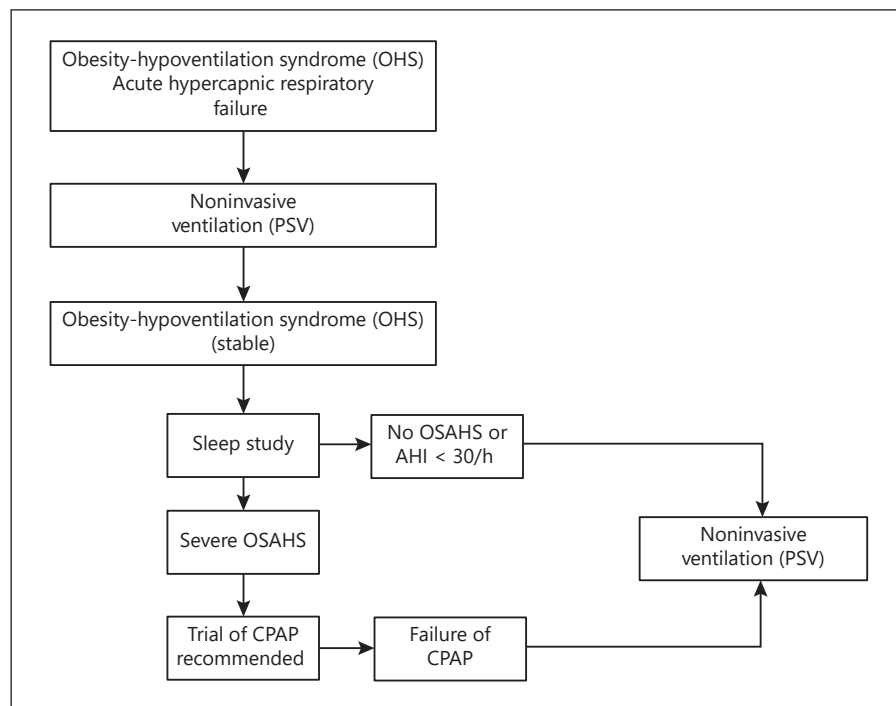 Obesity-hypoventilation syndrome (OHS)
Acute hypercapnic respiratory
failure
Noninvasive
ventilation (PSV)
Obesity-hypoventilation syndrome (OHS)
(stable)
Sleep study
No OSAHS or
AHI < 30/h
Severe OSAHS
Noninvasive
ventilation (PSV)
Trial of CPAP
recommended
Failure of
CPAP